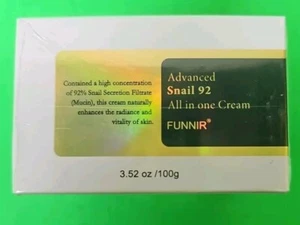 Contained a high concentration
of 92% Snail Secretion Filtrate
(Mucin), this cream naturally
enhances the radiance and
vitality of skin.
Advanced
Snail 92
All in one Cream
FUNNIR®
3.52 oz /100g